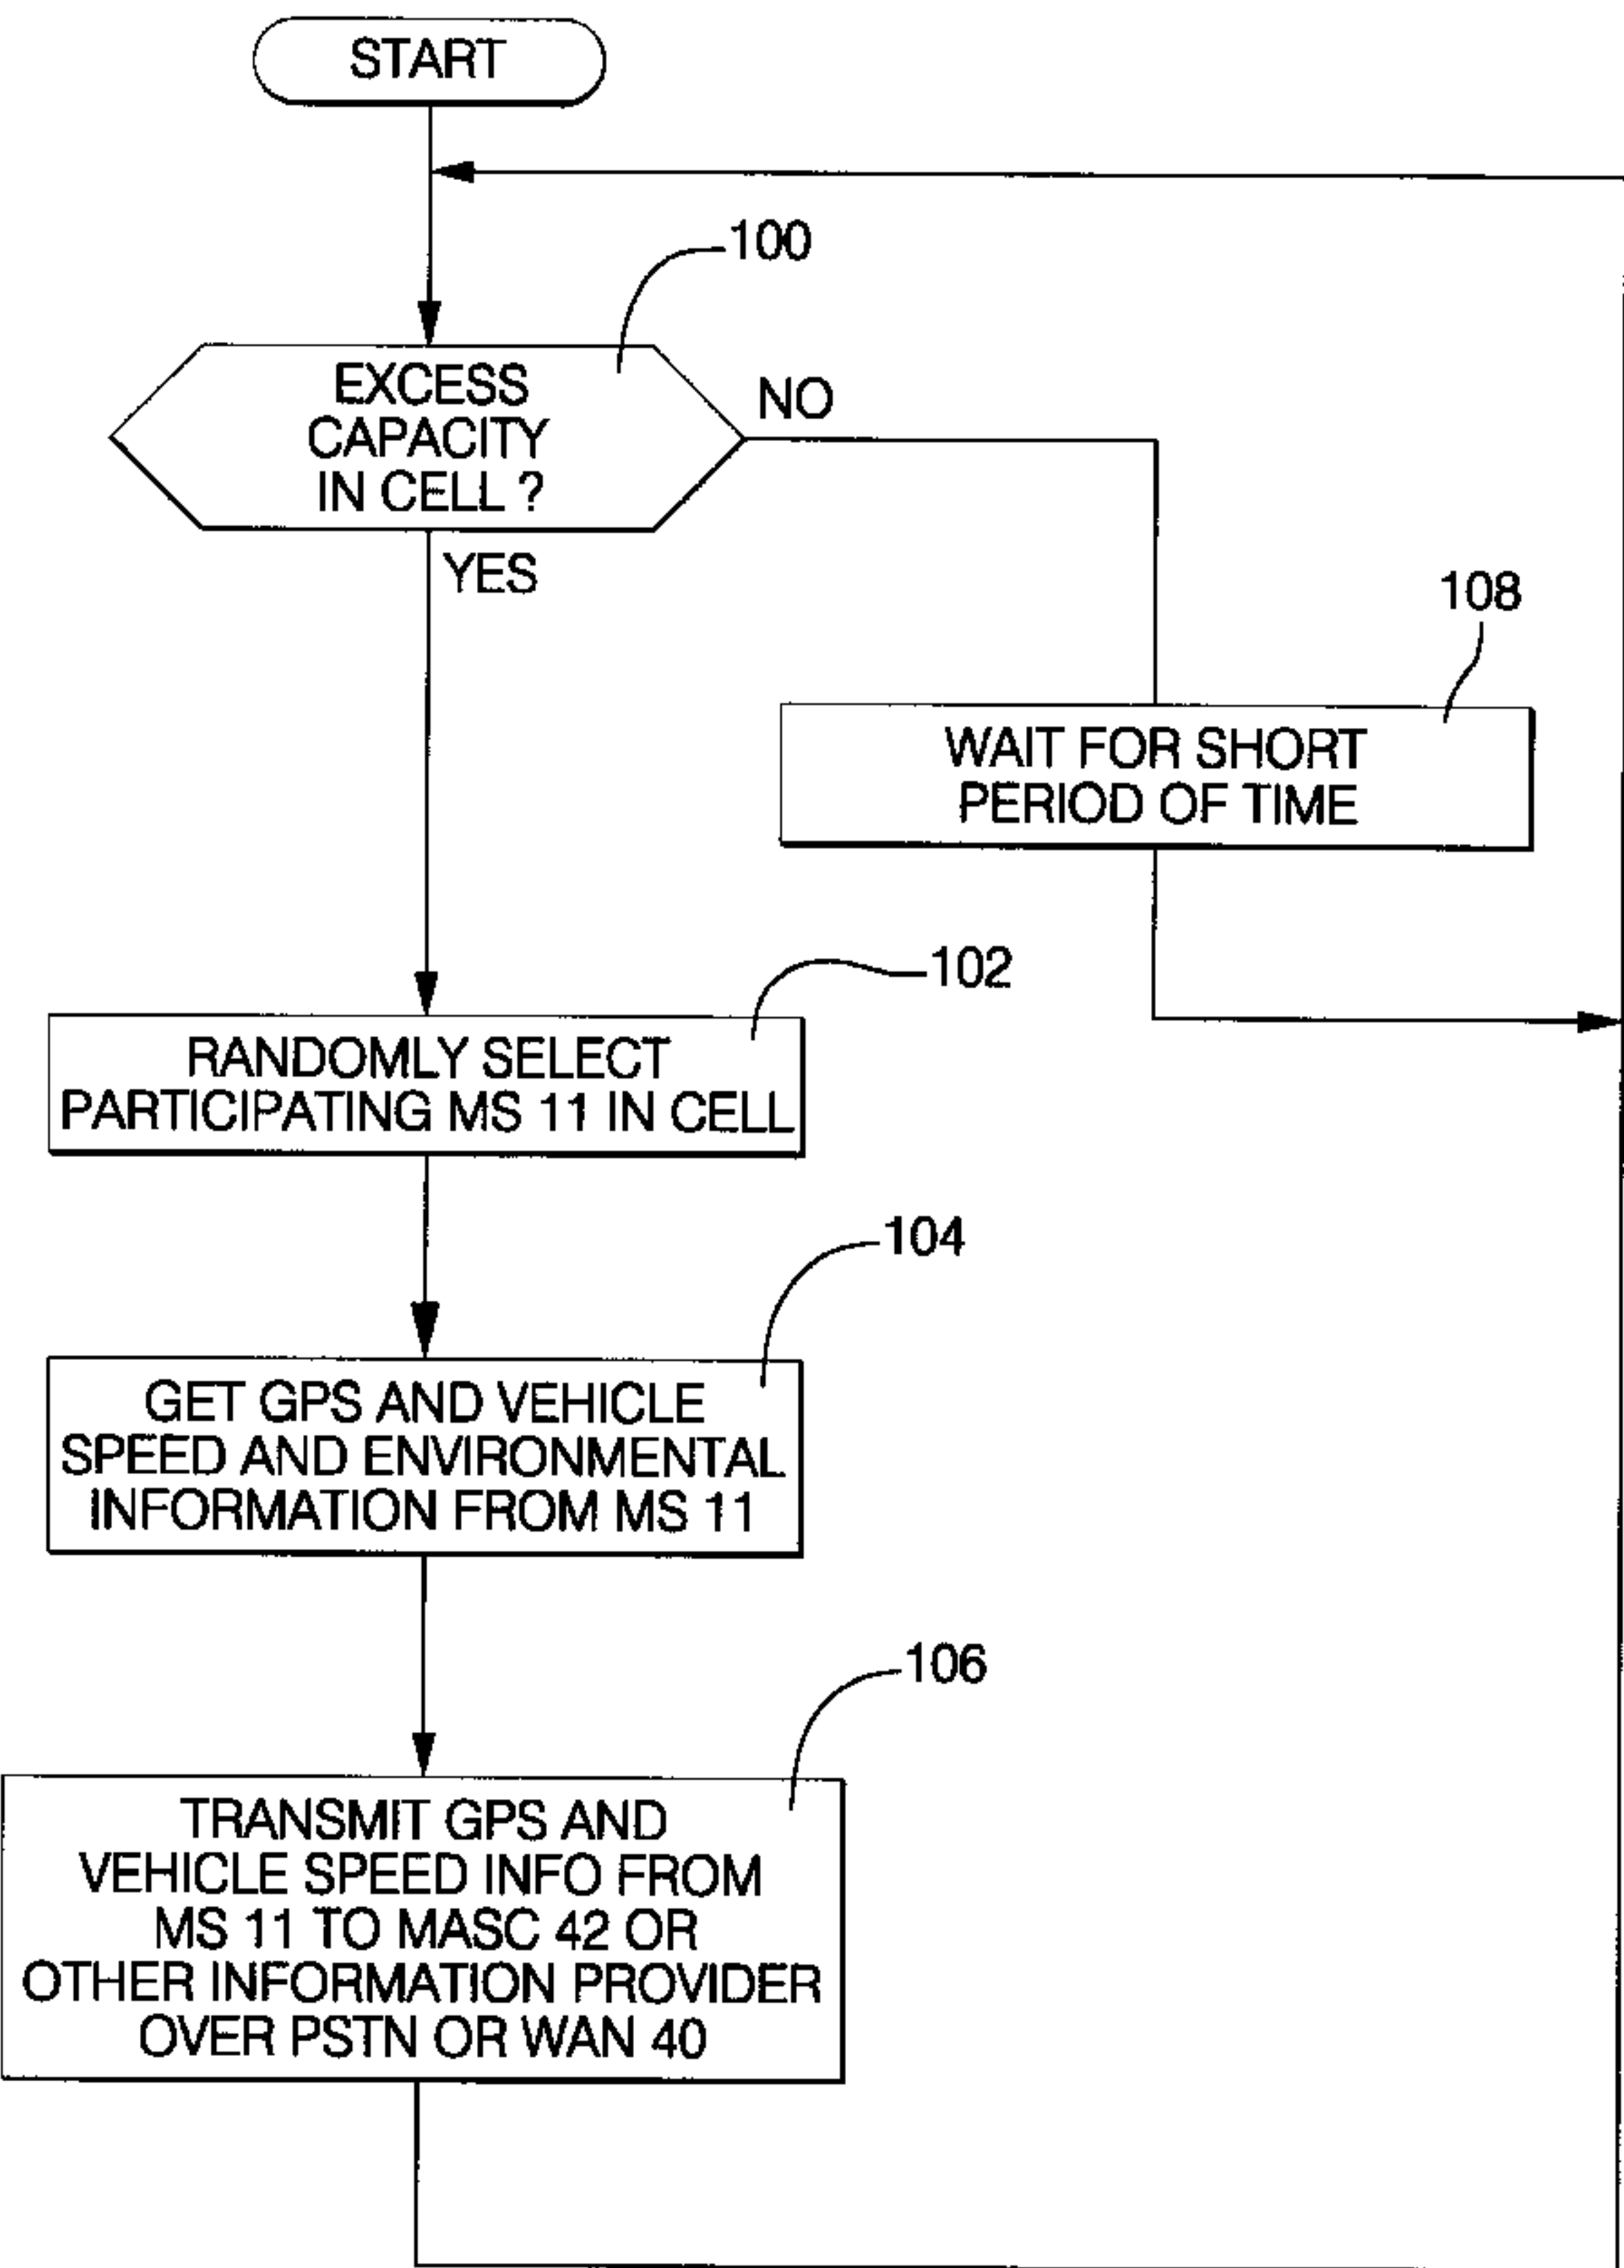 START
100
EXCESS
CAPACITY
IN CELL ?
NO
YES
108
WAIT FOR SHORT
PERIOD OF TIME
102
RANDOMLY SELECT
PARTICIPATING MS 11 IN CELL
104
GET GPS AND VEHICLE
SPEED AND ENVIRONMENTAL
INFORMATION FROM MS 11
106
TRANSMIT GPS AND
VEHICLE SPEED INFO FROM
MS 11 TO MASC 42 OR
OTHER INFORMATION PROVIDER
OVER PSTN OR WAN 40